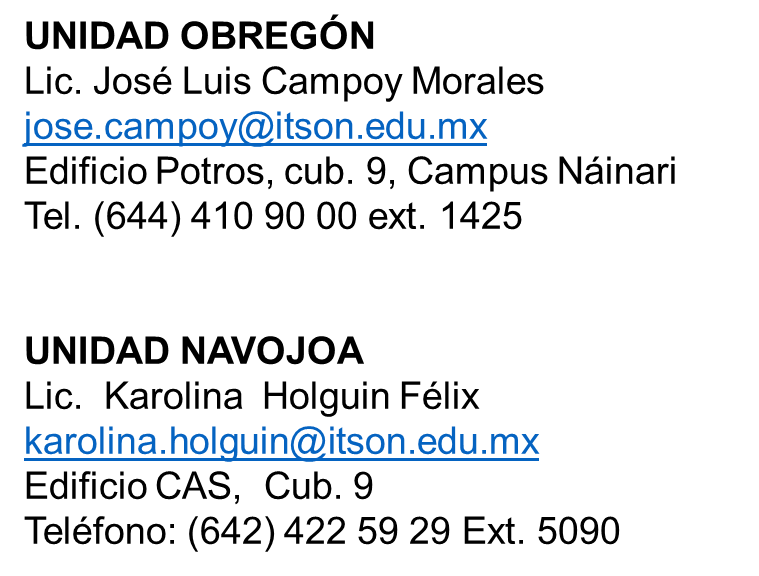 UNIDAD OBREGÓN
Lic. José Luis Campoy Morales
jose.campoy@itson.edu.mx
Edificio Potros, cub. 9, Campus Náinari
Tel. (644) 410 90 00 ext. 1425
UNIDAD NAVOJOA
Lic.  Karolina  Holguin Félix
karolina.holguin@itson.edu.mx
Edificio CAS,  Cub. 9
Teléfono: (642) 422 59 29 Ext. 5090